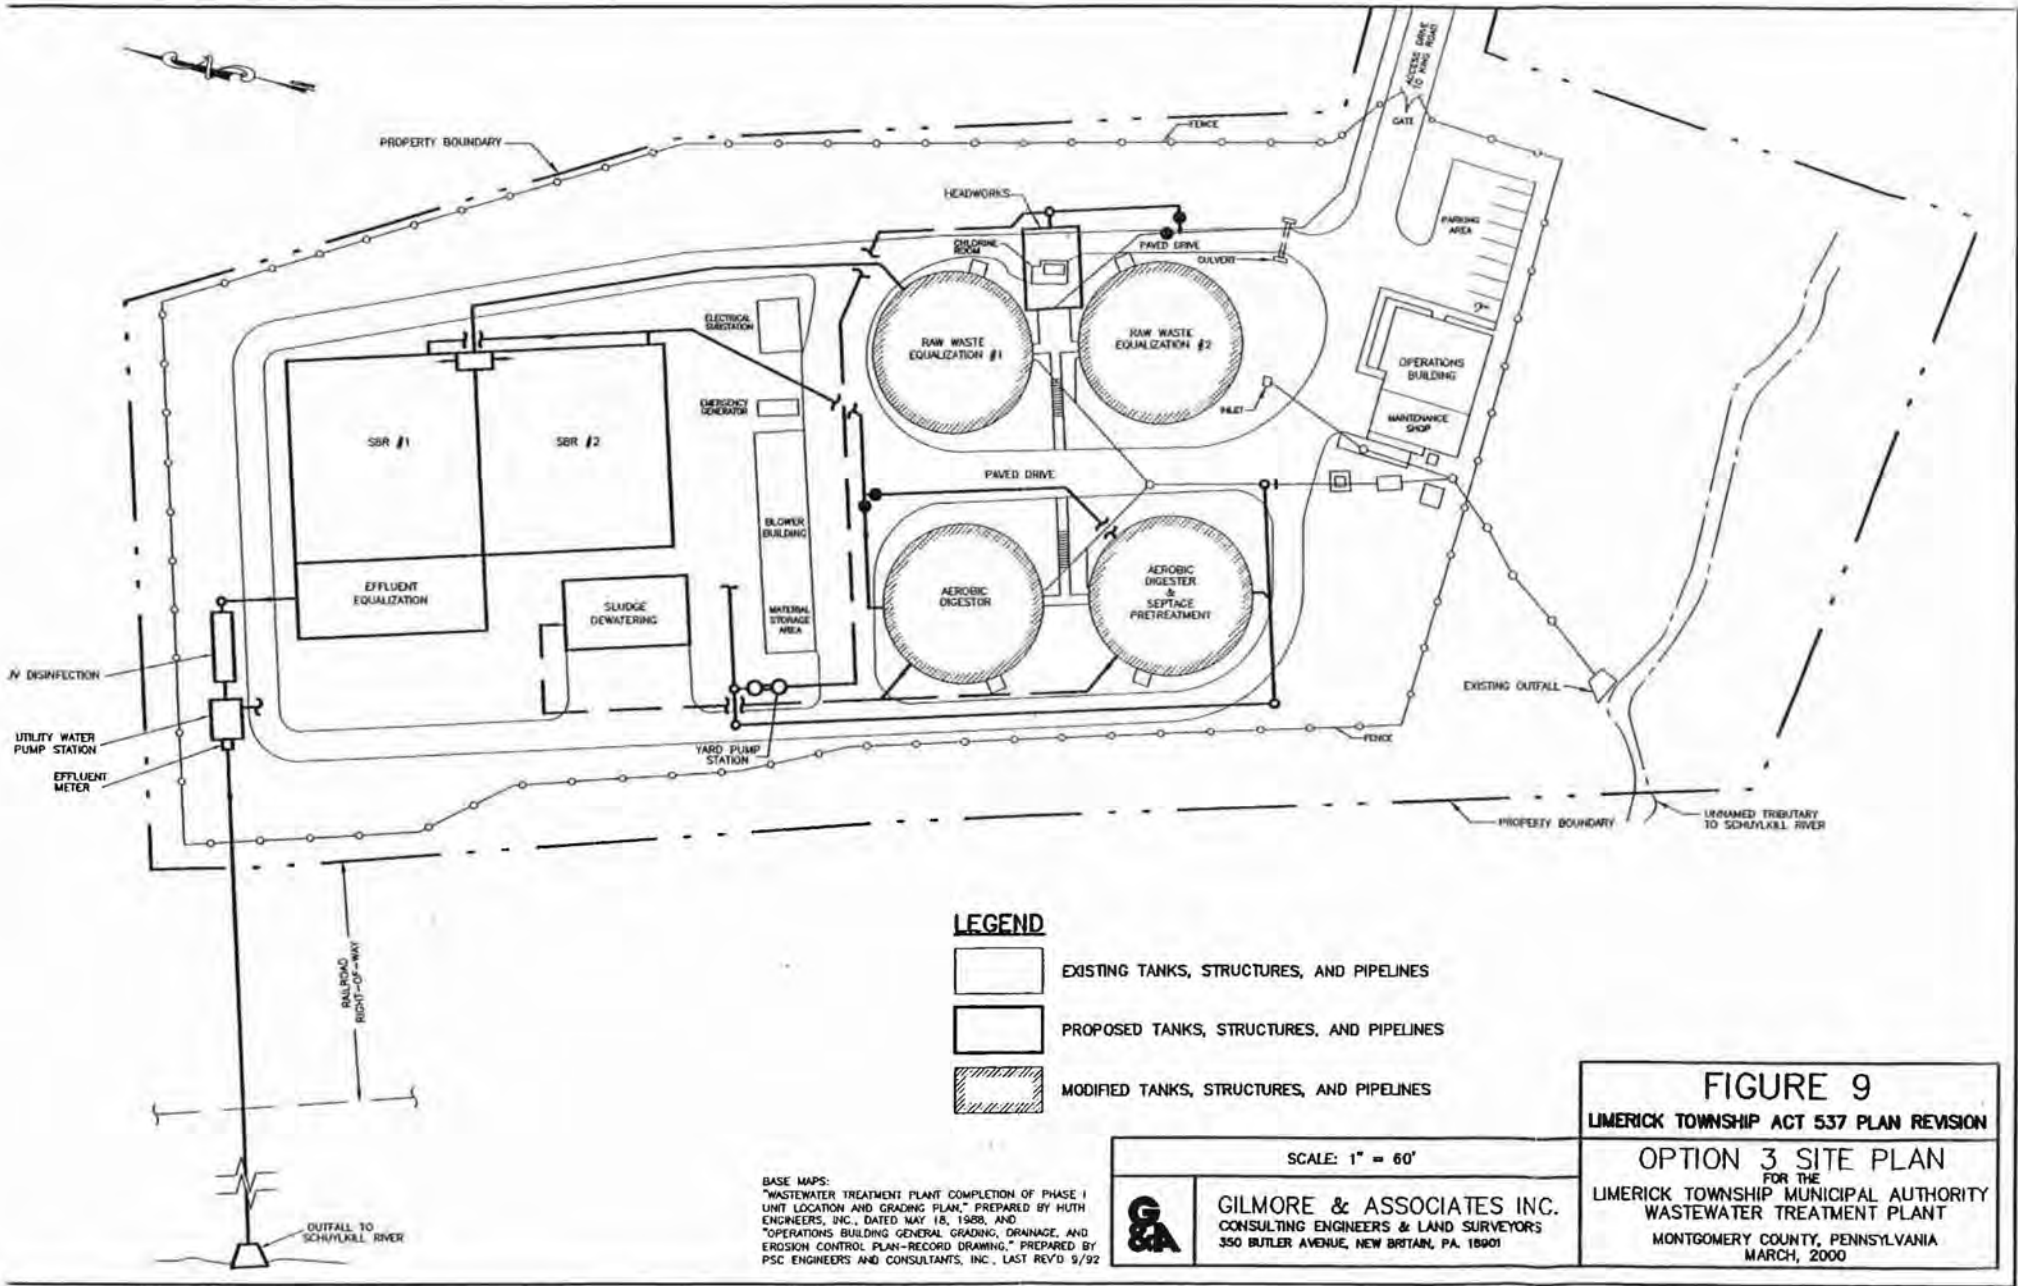 ACCESS DRIVE
TO KING ROAD
GATE
FENCE
PROPERTY BOUNDARY
HEADWORKS
CHLORINE
ROOM
PAVED DRIVE
CULVERT
PARKING
AREA
ELECTRICAL
SUBSTATION
RAW WASTE
EQUALIZATION #1
RAW WASTE
EQUALIZATION #2
OPERATIONS
BUILDING
MAINTENANCE
SHOP
INLET
EMERGENCY
GENERATOR
SBR #1
SBR #2
PAVED DRIVE
BLOWER
BUILDING
EFFLUENT
EQUALIZATION
SLUDGE
DEWATERING
MATERIAL
STORAGE
AREA
AEROBIC
DIGESTOR
AEROBIC
DIGESTER
&
SEPTAGE
PRETREATMENT
UV DISINFECTION
UTILITY WATER
PUMP STATION
EFFLUENT
METER
YARD PUMP
STATION
FENCE
EXISTING OUTFALL
PROPERTY BOUNDARY
UNNAMED TRIBUTARY
TO SCHUYLKILL RIVER
RAILROAD
RIGHT-OF-WAY
OUTFALL TO
SCHUYLKILL RIVER
LEGEND
EXISTING TANKS, STRUCTURES, AND PIPELINES
PROPOSED TANKS, STRUCTURES, AND PIPELINES
MODIFIED TANKS, STRUCTURES, AND PIPELINES
BASE MAPS:
"WASTEWATER TREATMENT PLANT COMPLETION OF PHASE I
UNIT LOCATION AND GRADING PLAN," PREPARED BY HUTH
ENGINEERS, INC., DATED MAY 18, 1988, AND
"OPERATIONS BUILDING GENERAL GRADING, DRAINAGE, AND
EROSION CONTROL PLAN-RECORD DRAWING," PREPARED BY
PSC ENGINEERS AND CONSULTANTS, INC., LAST REV'D 9/92
SCALE: 1" = 60'
G
&A
GILMORE & ASSOCIATES INC.
CONSULTING ENGINEERS & LAND SURVEYORS
350 BUTLER AVENUE, NEW BRITAIN, PA. 18901
FIGURE 9
LIMERICK TOWNSHIP ACT 537 PLAN REVISION
OPTION 3 SITE PLAN
FOR THE
LIMERICK TOWNSHIP MUNICIPAL AUTHORITY
WASTEWATER TREATMENT PLANT
MONTGOMERY COUNTY, PENNSYLVANIA
MARCH, 2000